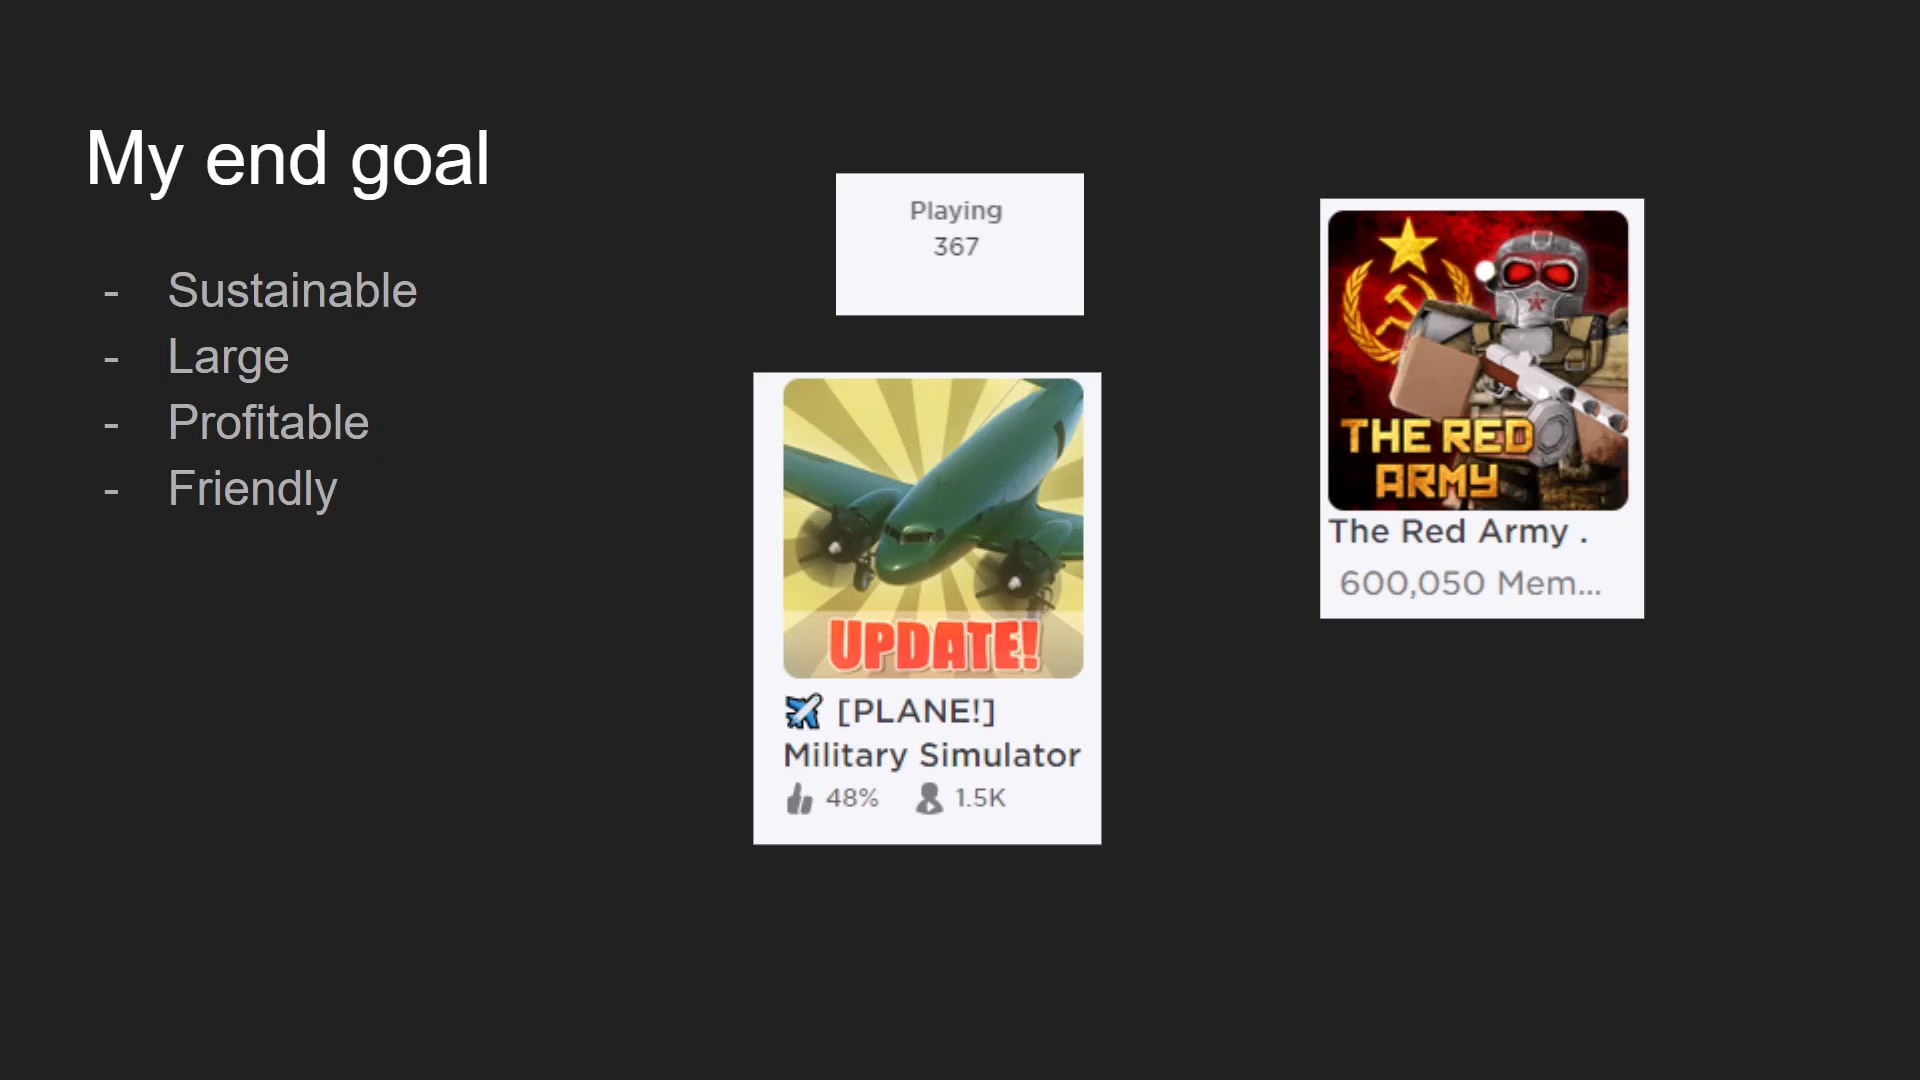 My end goal
- Sustainable
- Large
- Profitable
- Friendly
Playing
367
UPDATE!
✈️ [PLANE!]
Military Simulator
48% 1.5K
THE RED
ARMY
The Red Army .
600,050 Mem...